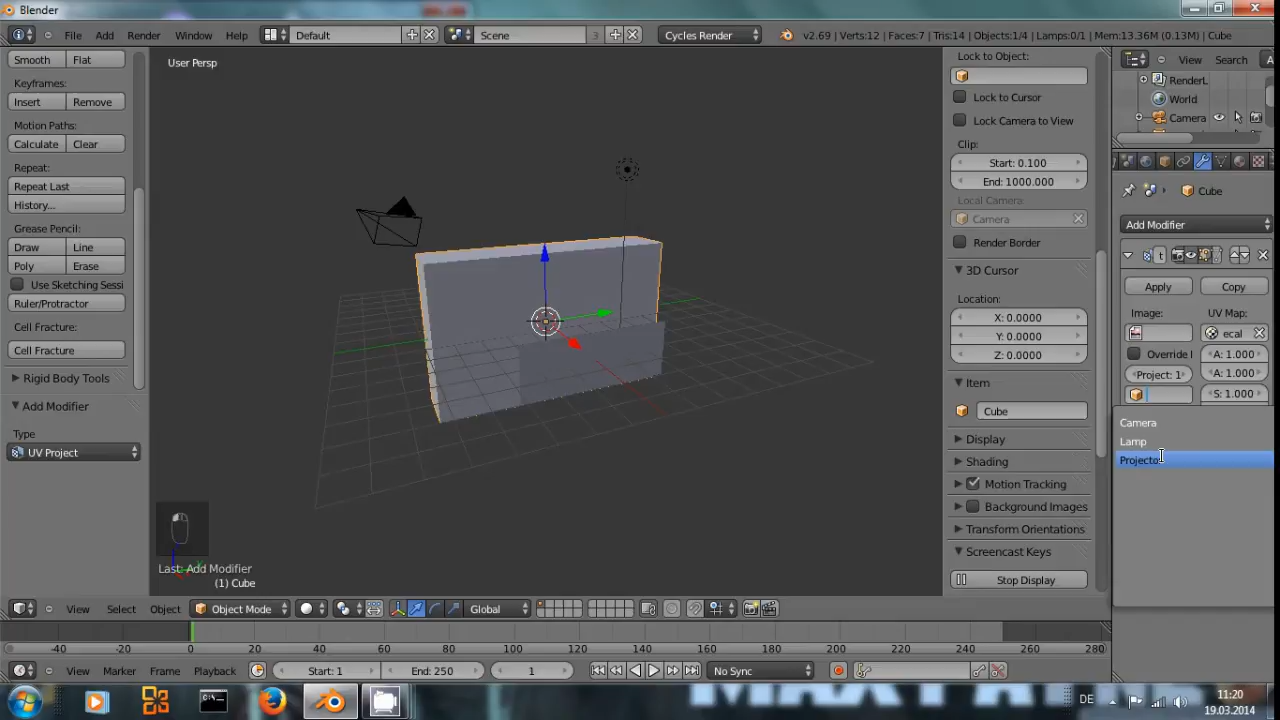 Blender
File Add Render Window Help Default Scene 3 Cycles Render v2.69 | Verts:12 | Faces:7 | Tris:14 | Objects:1/4 | Lamps:0/1 | Mem:13.36M (0.13M) | Cube
Smooth Flat
Keyframes:
Insert Remove
Motion Paths:
Calculate Clear
Repeat:
Repeat Last
History...
Grease Pencil:
Draw Line
Poly Erase
Use Sketching Sessi
Ruler/Protractor
Cell Fracture:
Cell Fracture
Rigid Body Tools
Add Modifier
Type
UV Project
User Persp
Last: Add Modifier
(1) Cube
Lock to Object:
Lock to Cursor
Lock Camera to View
Clip:
Start: 0.100
End: 1000.000
Local Camera:
Camera
Render Border
3D Cursor
Location:
X: 0.0000
Y: 0.0000
Z: 0.0000
Item
Cube
Display
Shading
Motion Tracking
Background Images
Transform Orientations
Screencast Keys
Stop Display
View Search
RenderL
World
Camera
Cube
Add Modifier
t
Apply Copy
Image: UV Map:
ecal
Override I A: 1.000
Project: 1 A: 1.000
S: 1.000
Camera
Lamp
Projecto
View Select Object Object Mode Global
-40 -20 0 20 40 60 80 100 120 140 160 180 200 220 240 260 280
View Marker Frame Playback Start: 1 End: 250 1 No Sync
DE 11:20
19.03.2014